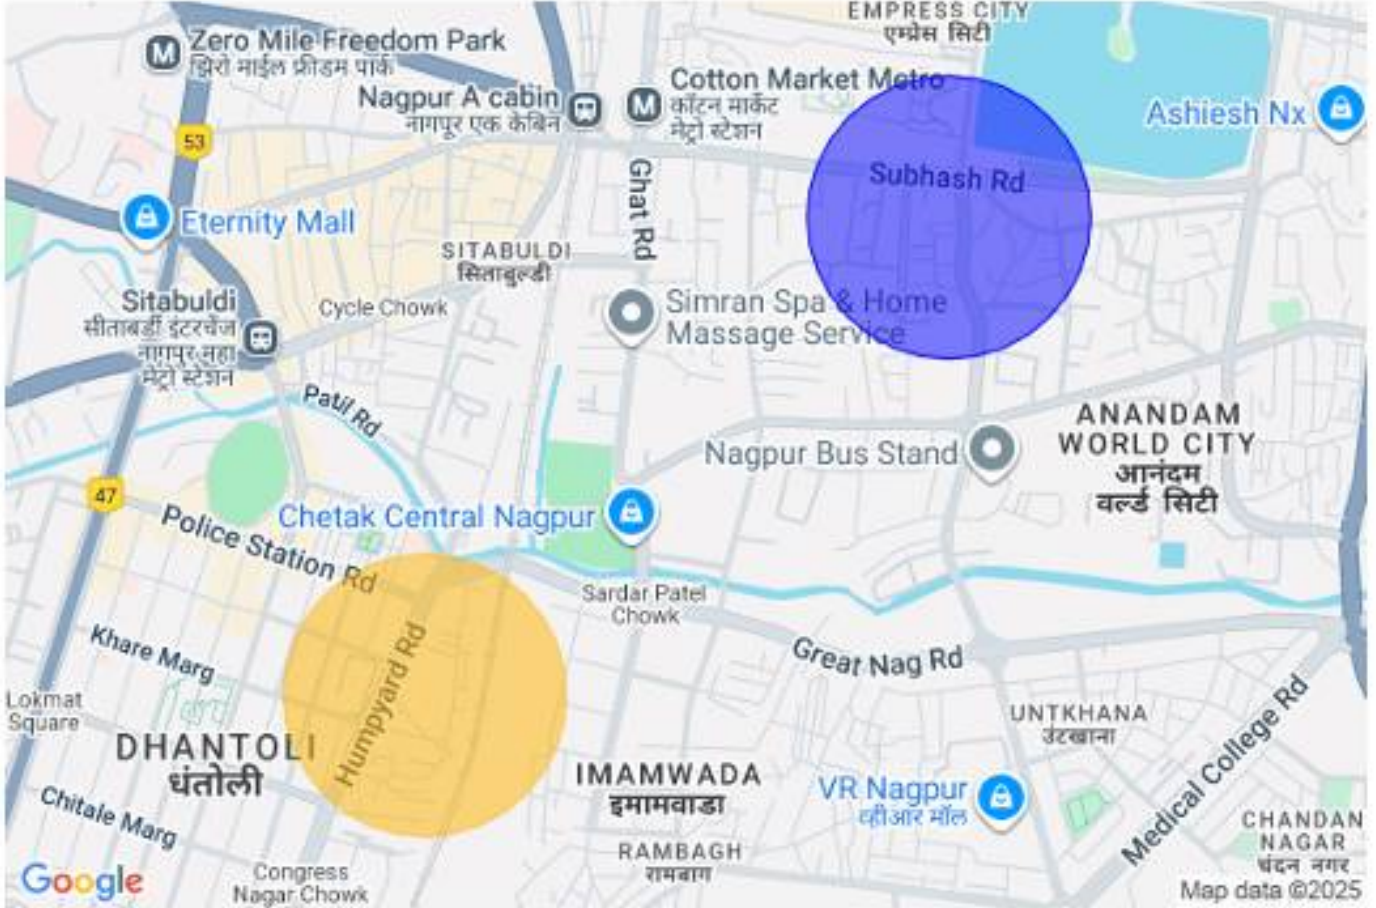 EMPRESS CITY
एम्प्रेस सिटी
Zero Mile Freedom Park
झिरो माईल फ्रीडम पार्क
Cotton Market Metro
कॉटन मार्केट
मेट्रो स्टेशन
Nagpur A cabin
नागपूर एक केबिन
Ashiesh Nx
53
Ghat Rd
Subhash Rd
Eternity Mall
SITABULDI
सिताबुल्डी
Cycle Chowk
Sitabuldi
सीताबर्डी इंटरचेंज
नागपूर महा
मेट्रो स्टेशन
Simran Spa & Home
Massage Service
Patil Rd
ANANDAM
WORLD CITY
आनंदम
वर्ल्ड सिटी
Nagpur Bus Stand
47
Chetak Central Nagpur
Police Station Rd
Sardar Patel
Chowk
Khare Marg
Humpyard Rd
Great Nag Rd
Lokmat
Square
UNTKHANA
उंटखाना
Medical College Rd
DHANTOLI
धंतोली
IMAMWADA
इमामवाडा
VR Nagpur
व्हीआर मॉल
Chitale Marg
CHANDAN
NAGAR
चंदन नगर
RAMBAGH
रामबाग
Congress
Nagar Chowk
Google
Map data ©2025